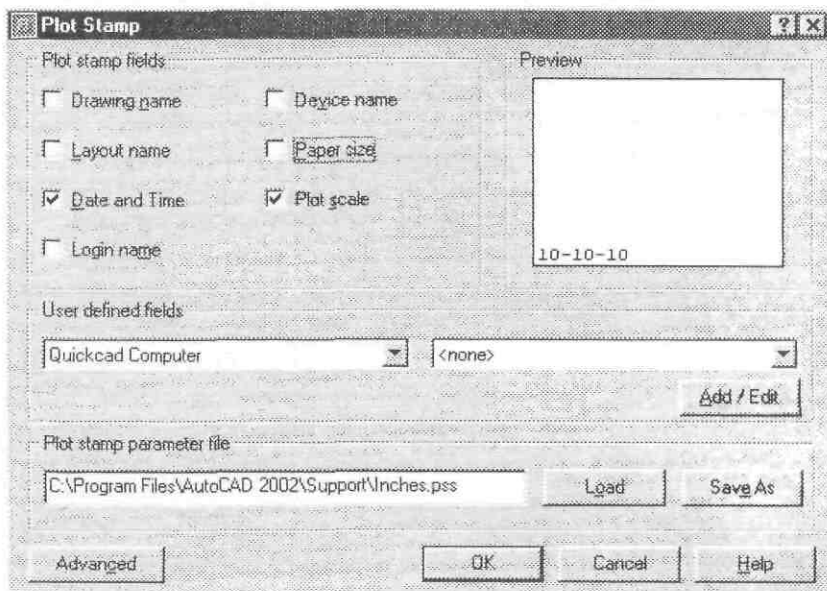 Plot Stamp
Plot stamp fields
Drawing name
Device name
Layout name
Paper size
Date and Time
Plot scale
Login name
Preview
10-10-10
User defined fields
Quickcad Computer
<none>
Add / Edit
Plot stamp parameter file
C:\Program Files\AutoCAD 2002\Support\Inches.pss
Load
Save As
Advanced
OK
Cancel
Help